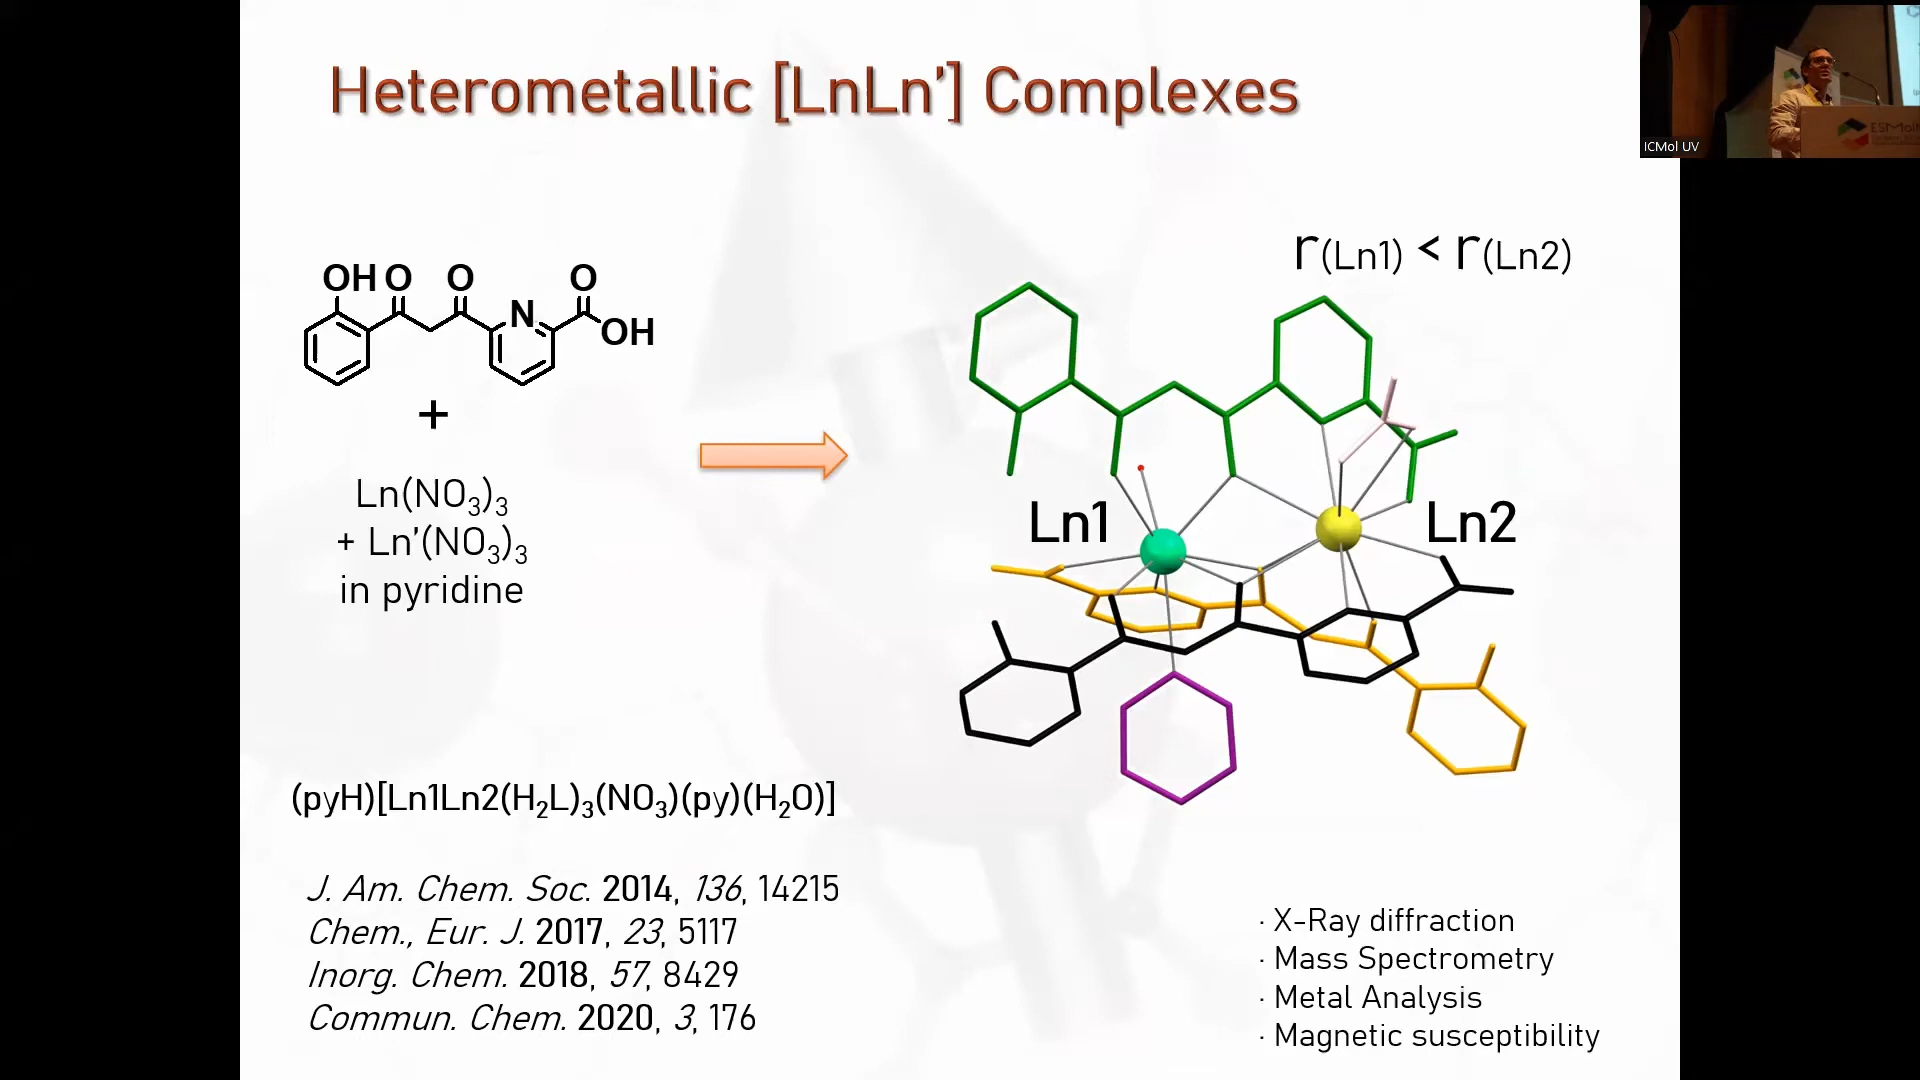 Heterometallic [LnLn’] Complexes
ICMol UV
ESMolN
r(Ln1) < r(Ln2)
OH O O O
N
OH
+
Ln(NO₃)₃
+ Ln’(NO₃)₃
in pyridine
Ln1
Ln2
(pyH)[Ln1Ln2(H₂L)₃(NO₃)(py)(H₂O)]
J. Am. Chem. Soc. 2014, 136, 14215
Chem., Eur. J. 2017, 23, 5117
Inorg. Chem. 2018, 57, 8429
Commun. Chem. 2020, 3, 176
· X-Ray diffraction
· Mass Spectrometry
· Metal Analysis
· Magnetic susceptibility